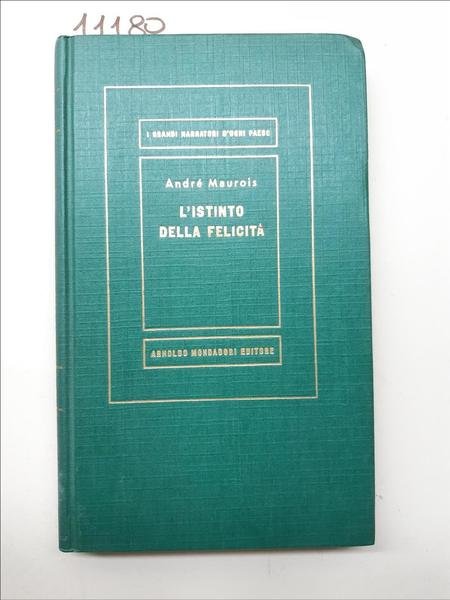 11180
I GRANDI NARRATORI D'OGNI PAESE
André Maurois
L'ISTINTO
DELLA FELICITÀ
ARNOLDO MONDADORI EDITORE